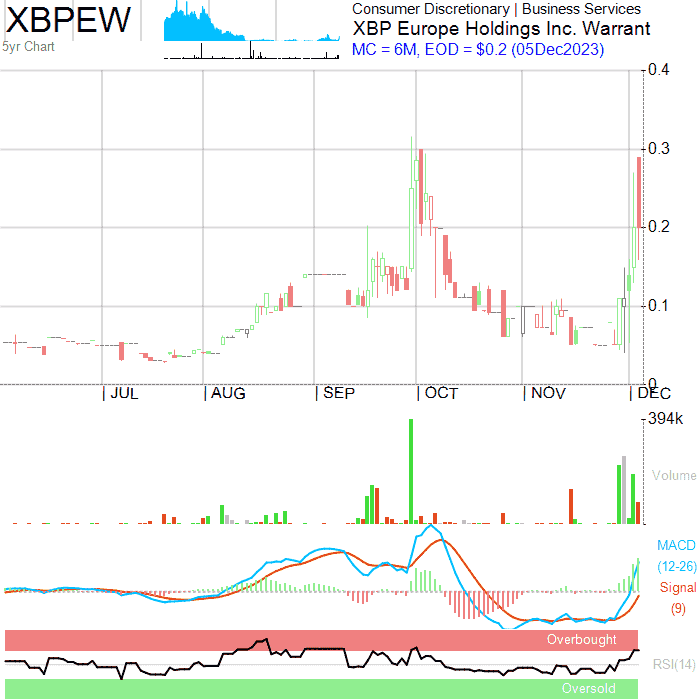 XBPEW
5yr Chart
Consumer Discretionary | Business Services
XBP Europe Holdings Inc. Warrant
MC = 6M, EOD = $0.2 (05Dec2023)
0.4
0.3
0.2
0.1
0
JUL
AUG
SEP
OCT
NOV
DEC
394k
Volume
MACD
(12-26)
Signal
(9)
Overbought
RSI(14)
Oversold